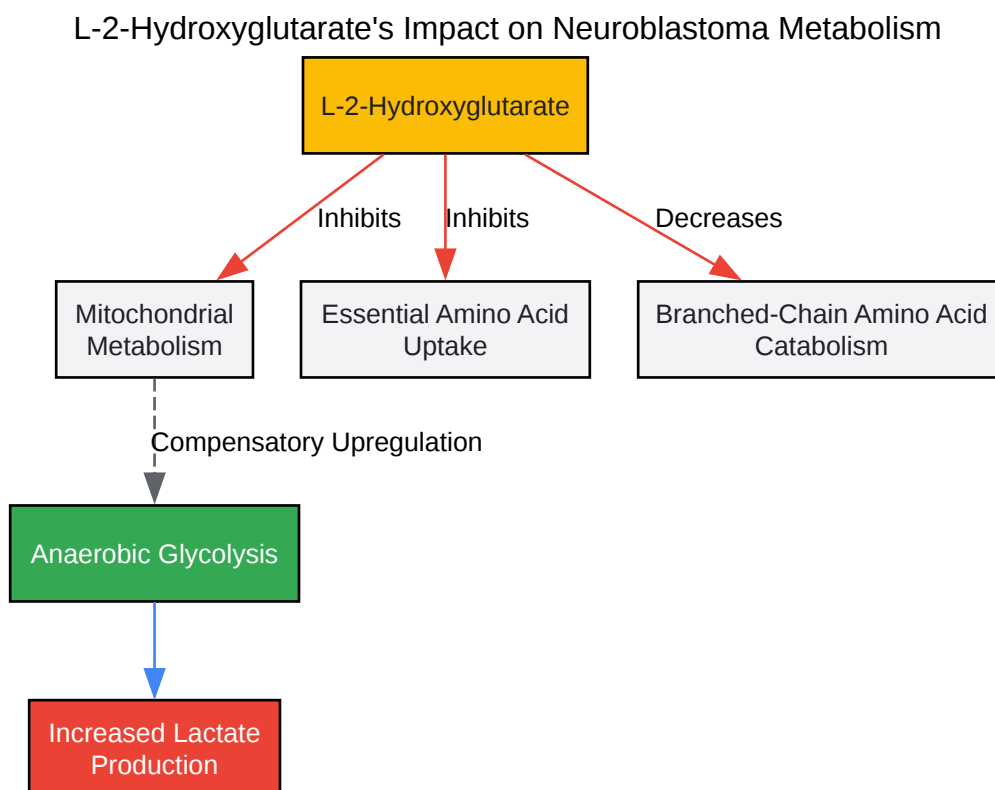 L-2-Hydroxyglutarate's Impact on Neuroblastoma Metabolism
L-2-Hydroxyglutarate
Inhibits
Inhibits
Decreases
Mitochondrial
Metabolism
Essential Amino Acid
Uptake
Branched-Chain Amino Acid
Catabolism
Compensatory Upregulation
Anaerobic Glycolysis
Increased Lactate
Production